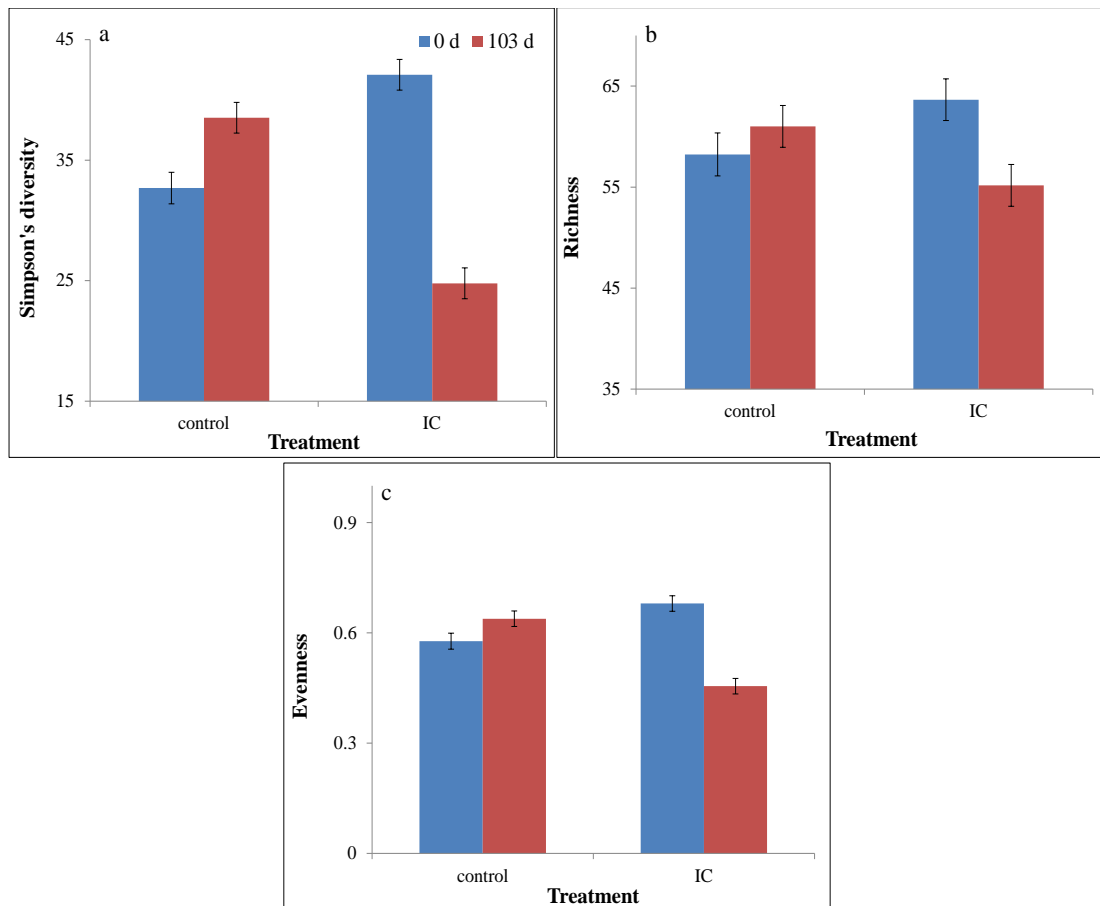 a
0 d 103 d
45
35
25
15
Simpson's diversity
control IC
Treatment
b
65
55
45
35
Richness
control IC
Treatment
c
0.9
0.6
0.3
0
Evenness
control IC
Treatment